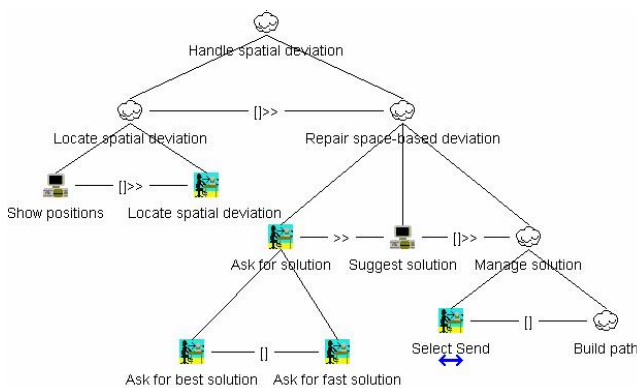 Handle spatial deviation
[]>>
Locate spatial deviation
Repair space-based deviation
[]>>
Show positions
Locate spatial deviation
>>
[]>>
Ask for solution
Suggest solution
Manage solution
[]
Select Send
Build path
[]
Ask for best solution
Ask for fast solution